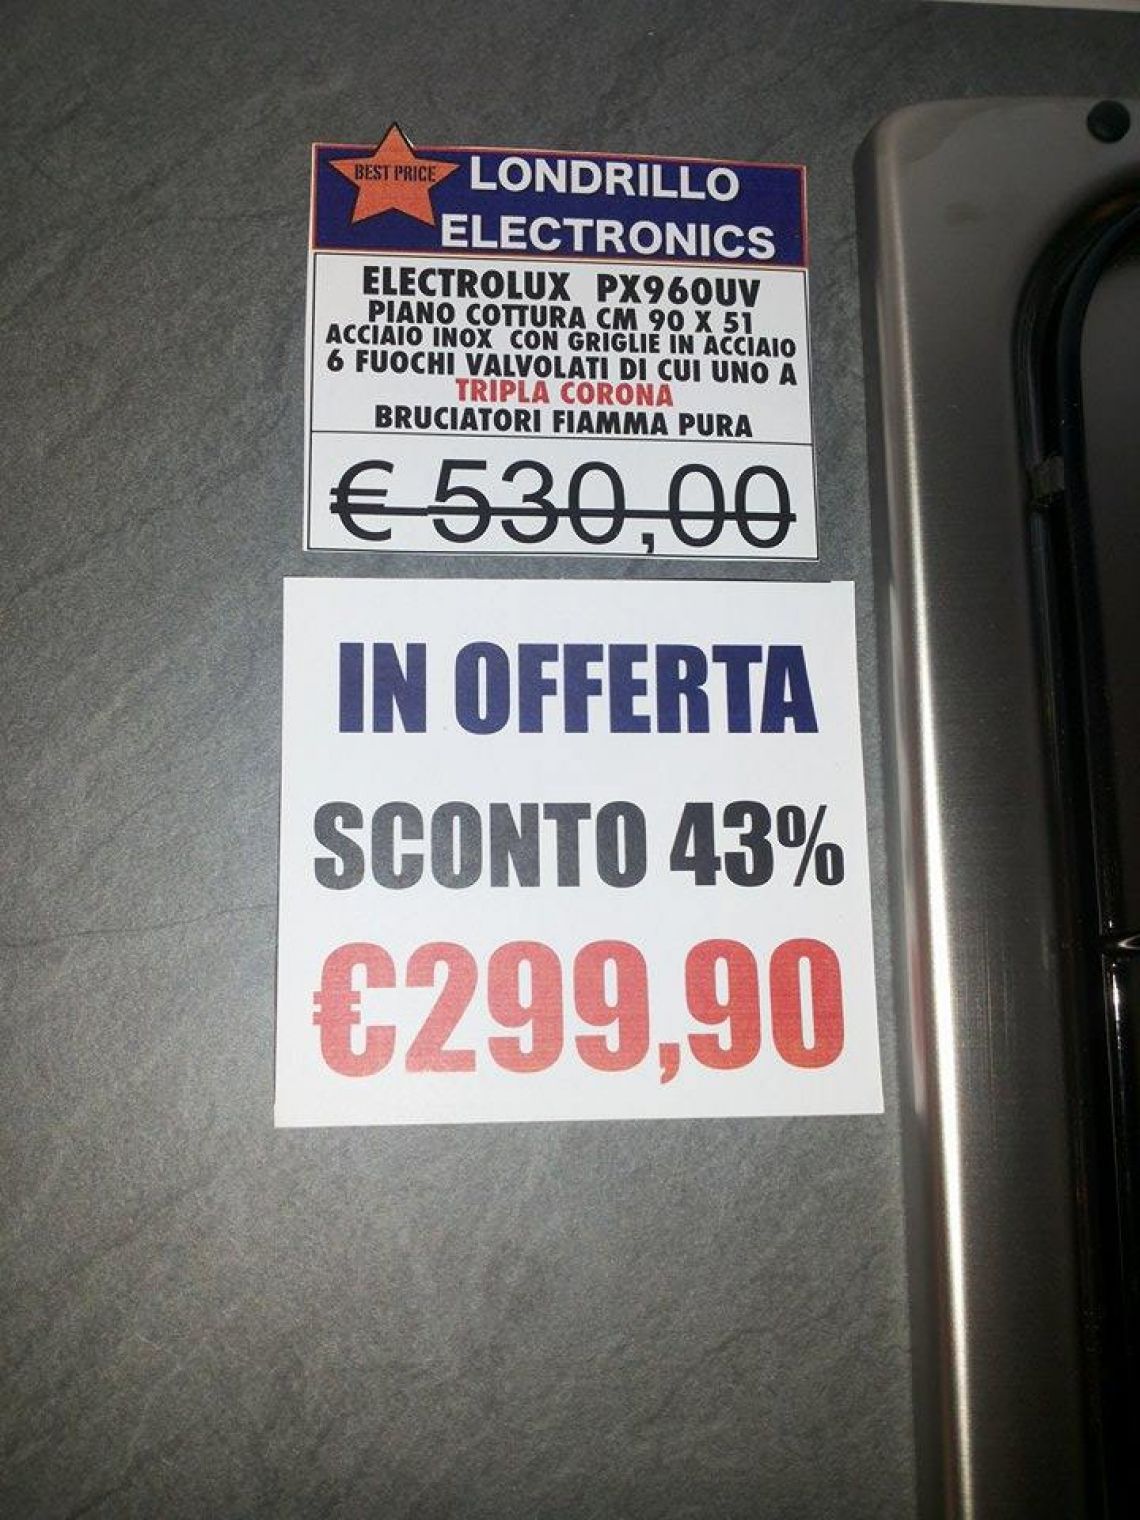 BEST PRICE
LONDRILLO
ELECTRONICS
ELECTROLUX PX960UV
PIANO COTTURA CM 90 X 51
ACCIAIO INOX CON GRIGLIE IN ACCIAIO
6 FUOCHI VALVOLATI DI CUI UNO A
TRIPLA CORONA
BRUCIATORI FIAMMA PURA
€ 530,00
IN OFFERTA
SCONTO 43%
€299,90